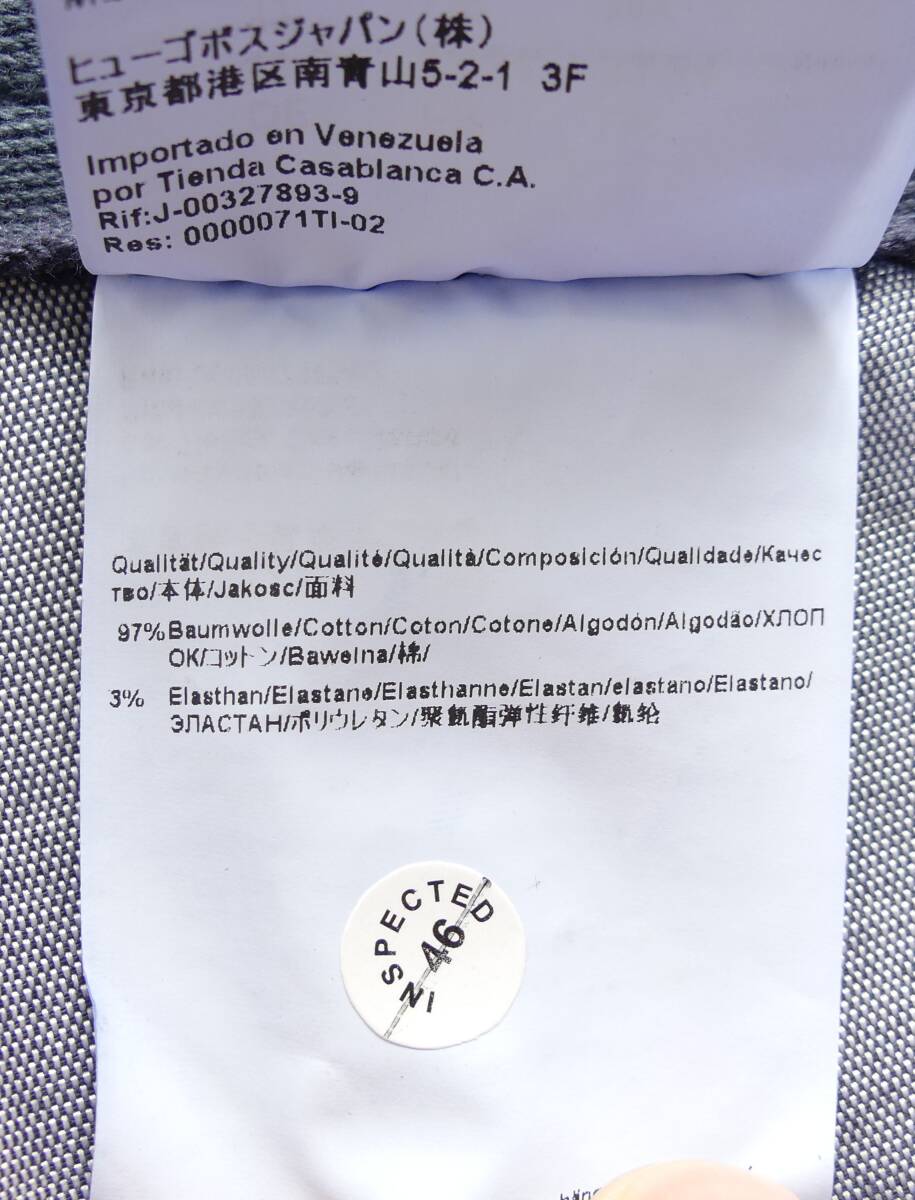 ヒューゴボスジャパン(株)
東京都港区南青山5-2-1 3F
Importado en Venezuela
por Tienda Casablanca C.A.
Rif:J-00327893-9
Res: 0000071TI-02
Qualität/Quality/Qualité/Qualità/Composición/Qualidade/Качес
тво/本体/Jakosc/面料
97% Baumwolle/Cotton/Coton/Cotone/Algodón/Algodão/ХЛОП
ОК/コットン/Bawelna/棉/
3% Elasthan/Elastane/Elasthanne/Elastan/elastano/Elastano/
ЭЛАСТАН/ポリウレタン/聚氨酯弹性纤维/氨纶
INSPECTED
46